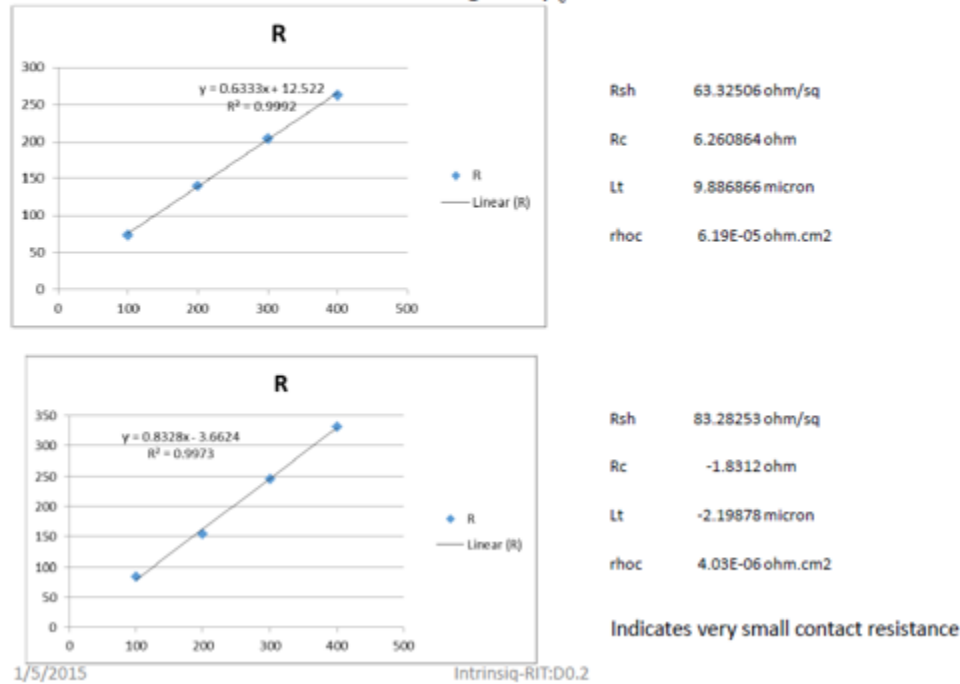 R
300
250
200
150
100
50
0
0 100 200 300 400 500
y = 0.6333x + 12.522
R² = 0.9992
R
Linear (R)
Rsh 63.32506 ohm/sq
Rc 6.260864 ohm
Lt 9.886866 micron
rhoc 6.19E-05 ohm.cm2
R
350
300
250
200
150
100
50
0
0 100 200 300 400 500
y = 0.8328x - 3.6624
R² = 0.9973
R
Linear (R)
Rsh 83.28253 ohm/sq
Rc -1.8312 ohm
Lt -2.19878 micron
rhoc 4.03E-06 ohm.cm2
Indicates very small contact resistance
1/5/2015
Intrinsiq-RIT:D0.2